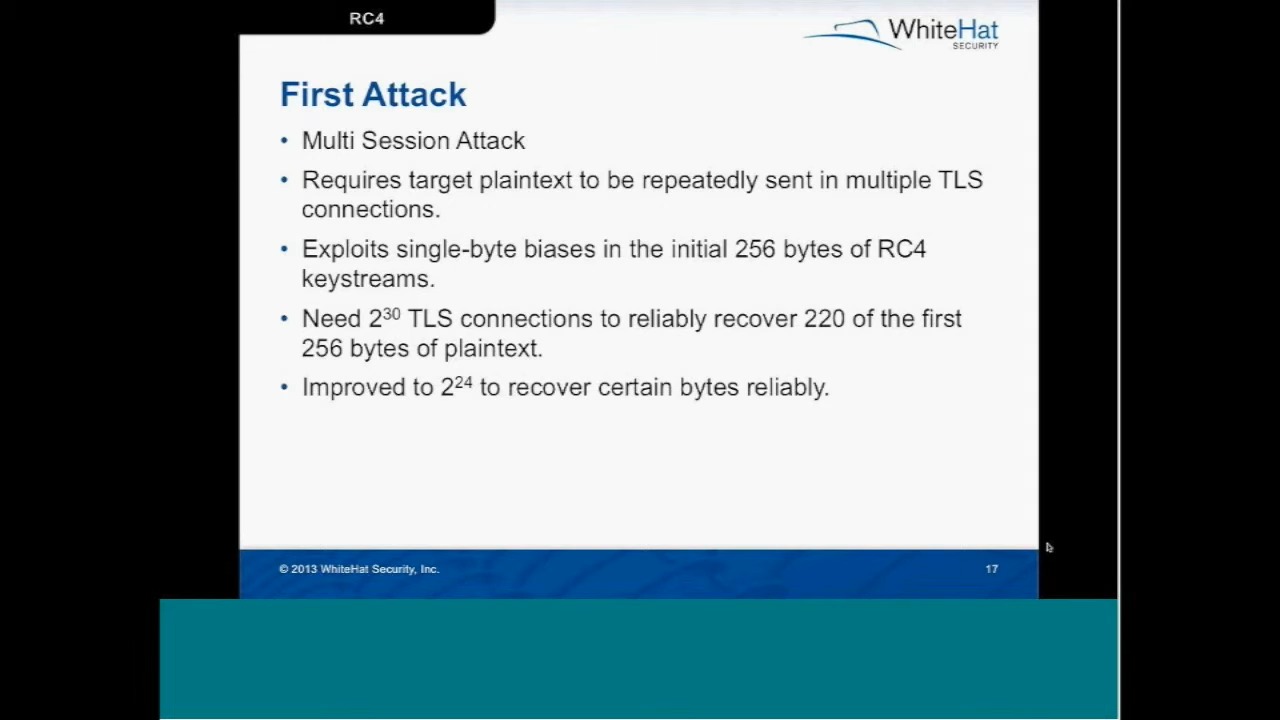 RC4
WhiteHat
SECURITY
First Attack
• Multi Session Attack
• Requires target plaintext to be repeatedly sent in multiple TLS
connections.
• Exploits single-byte biases in the initial 256 bytes of RC4
keystreams.
• Need 2³⁰ TLS connections to reliably recover 220 of the first
256 bytes of plaintext.
• Improved to 2²⁴ to recover certain bytes reliably.
© 2013 WhiteHat Security, Inc.
17